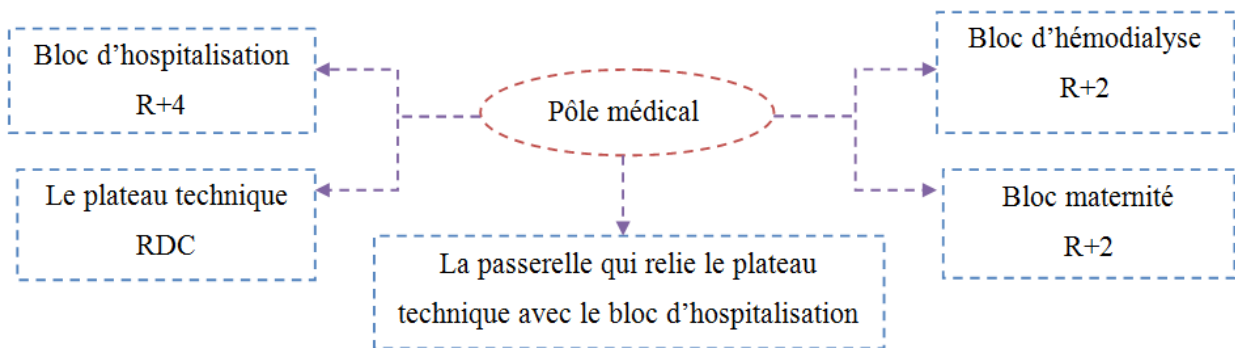 Bloc d’hospitalisation
R+4
Pôle médical
Bloc d’hémodialyse
R+2
Le plateau technique
RDC
Bloc maternité
R+2
La passerelle qui relie le plateau
technique avec le bloc d’hospitalisation